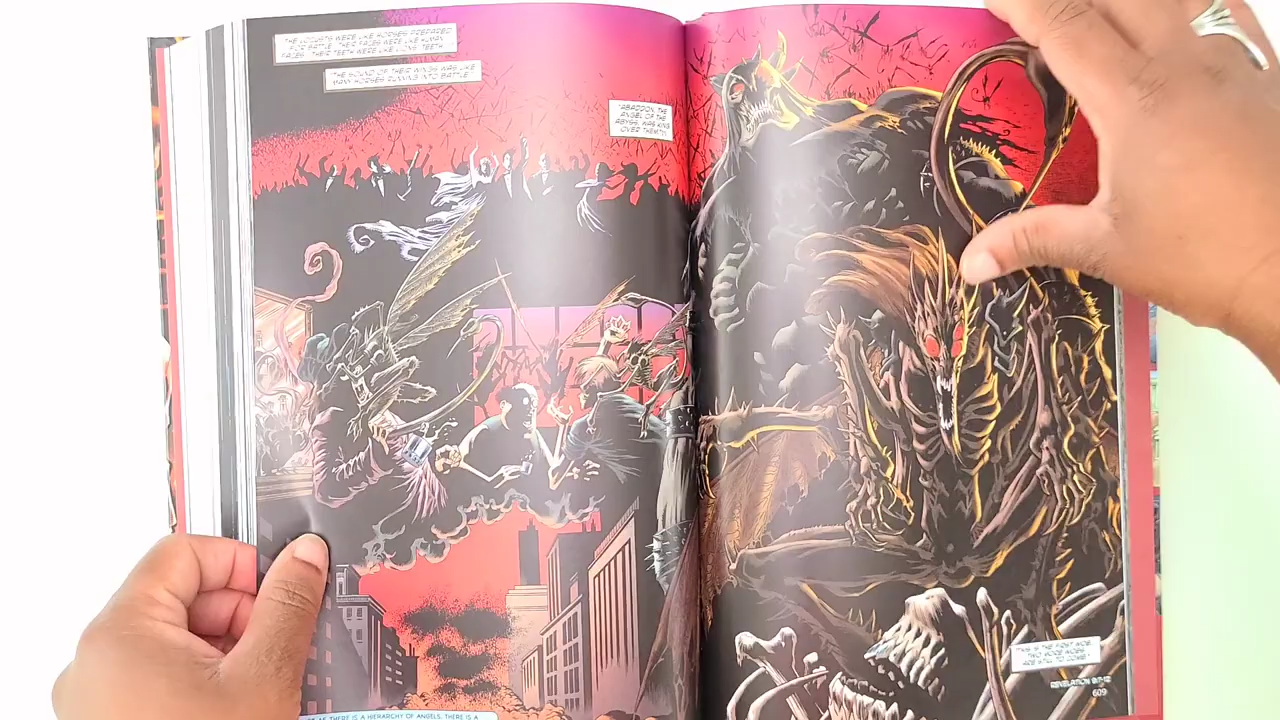 "THE LOCUSTS WERE LIKE HORSES PREPARED
FOR BATTLE. THEIR FACES WERE LIKE HUMAN
FACES. THEIR TEETH WERE LIKE LIONS' TEETH.
"THE SOUND OF THEIR WINGS WAS LIKE
MANY HORSES RUNNING INTO BATTLE."
"ABADDON, THE
ANGEL OF THE
ABYSS, WAS KING
OVER THEM."
"THIS IS THE FIRST WOE.
TWO MORE WOES
ARE STILL TO COME."
REVELATION 9:7-12
609
AS THERE IS A HIERARCHY OF ANGELS, THERE IS A